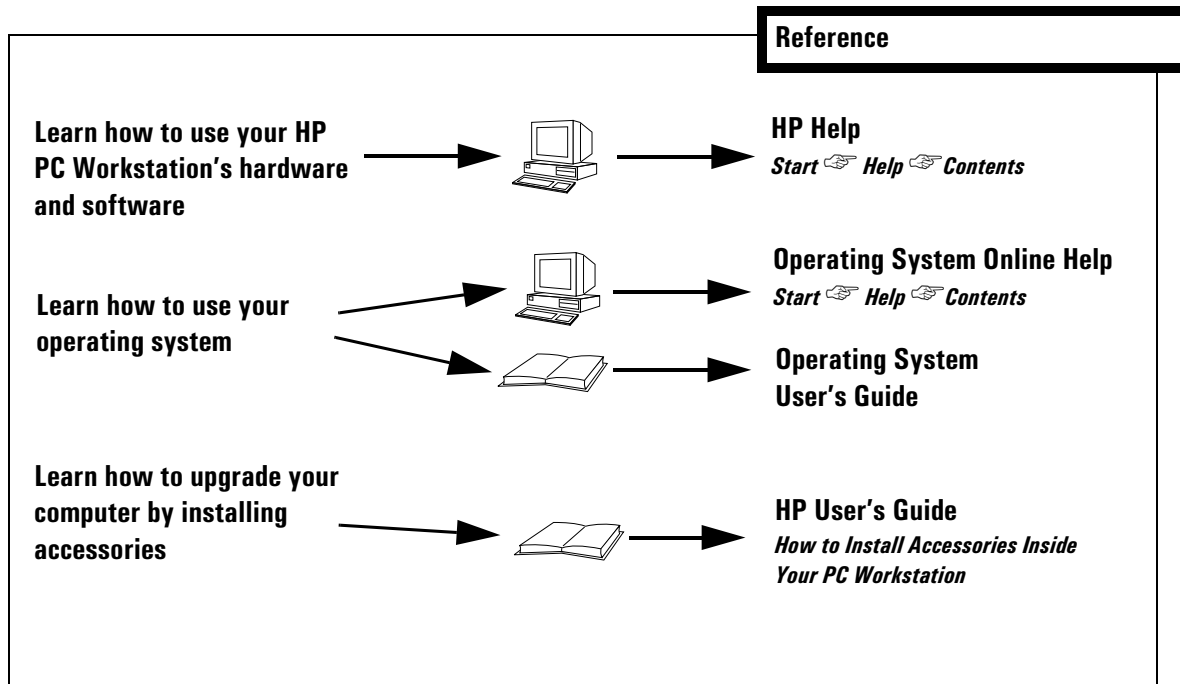 Reference
Learn how to use your HP
PC Workstation's hardware
and software
HP Help
Start ☞ Help ☞ Contents
Learn how to use your
operating system
Operating System Online Help
Start ☞ Help ☞ Contents
Operating System
User's Guide
Learn how to upgrade your
computer by installing
accessories
HP User's Guide
How to Install Accessories Inside
Your PC Workstation